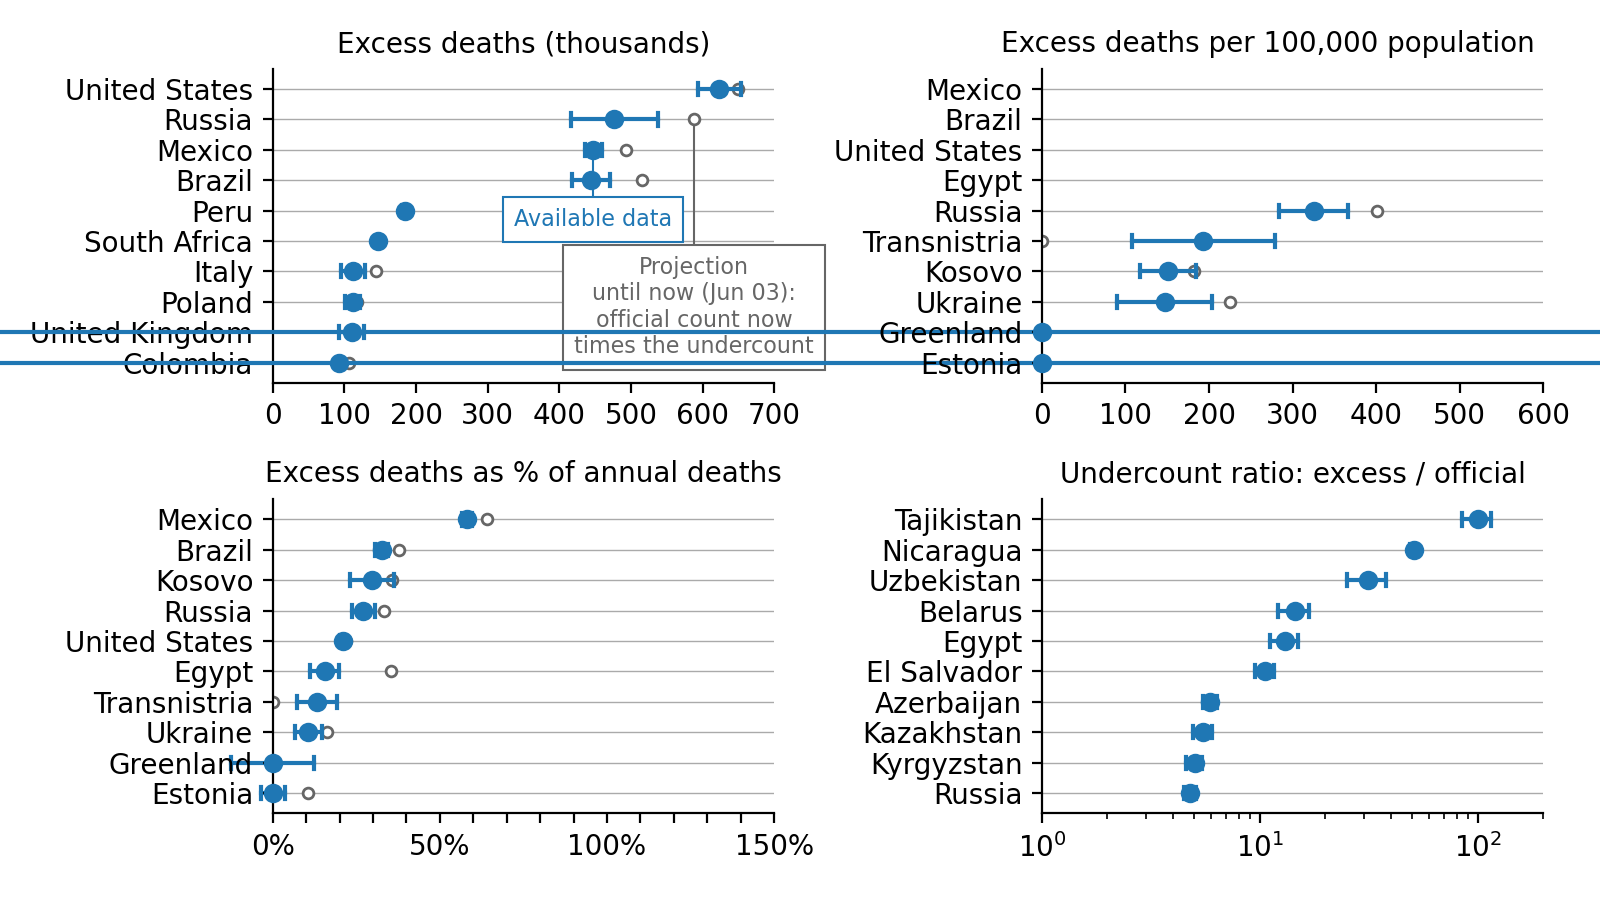 Excess deaths (thousands)
United States
Russia
Mexico
Brazil
Peru
South Africa
Italy
Poland
United Kingdom
Colombia
Available data
Projection
until now (Jun 03):
official count now
times the undercount
0 100 200 300 400 500 600 700
Excess deaths per 100,000 population
Mexico
Brazil
United States
Egypt
Russia
Transnistria
Kosovo
Ukraine
Greenland
Estonia
0 100 200 300 400 500 600
Excess deaths as % of annual deaths
Mexico
Brazil
Kosovo
Russia
United States
Egypt
Transnistria
Ukraine
Greenland
Estonia
0% 50% 100% 150%
Undercount ratio: excess / official
Tajikistan
Nicaragua
Uzbekistan
Belarus
Egypt
El Salvador
Azerbaijan
Kazakhstan
Kyrgyzstan
Russia
10⁰ 10¹ 10²